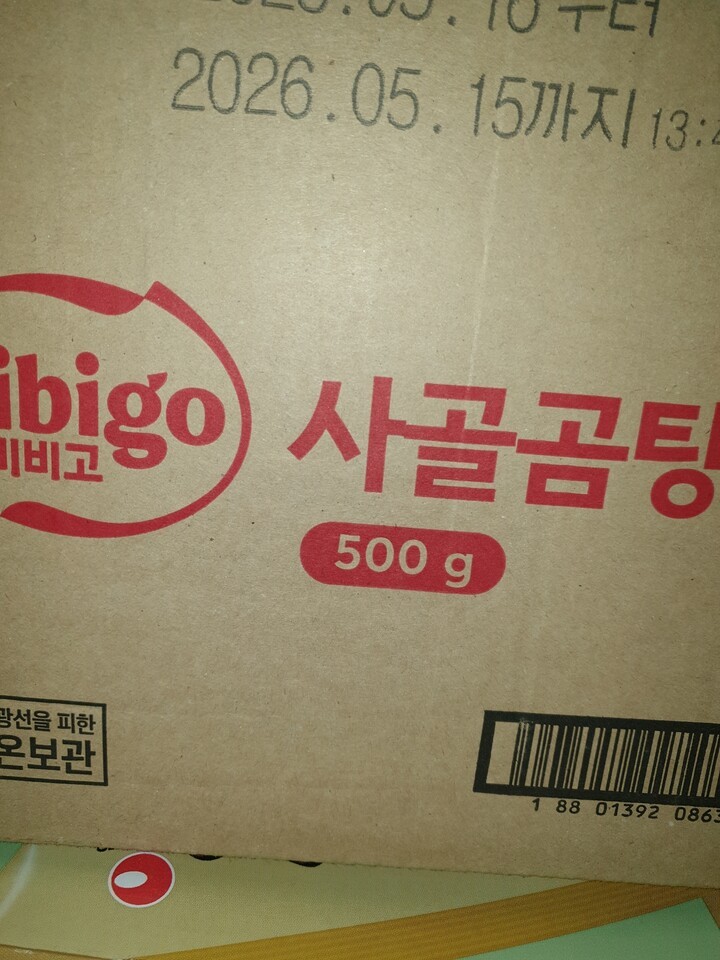 2026.05.15까지 13:
ibigo
비비고
사골곰탕
500 g
광선을 피한
온보관
1 88 01392 0863